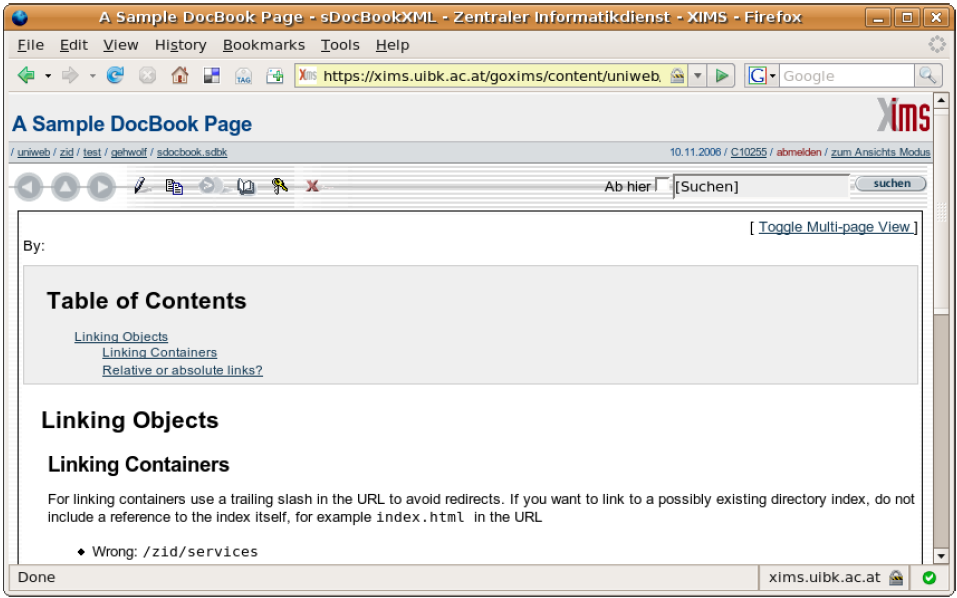 A Sample DocBook Page - sDocBookXML - Zentraler Informatikdienst - XIMS - Firefox
File Edit View History Bookmarks Tools Help
TAG Xims https://xims.uibk.ac.at/goxims/content/uniweb, G Google
A Sample DocBook Page Xims
/ uniweb / zid / test / gehwolf / sdocbook.sdbk 10.11.2006 / C10255 / abmelden / zum Ansichts Modus
Ab hier [Suchen] suchen
[ Toggle Multi-page View ]
By:
Table of Contents
Linking Objects
Linking Containers
Relative or absolute links?
Linking Objects
Linking Containers
For linking containers use a trailing slash in the URL to avoid redirects. If you want to link to a possibly existing directory index, do not
include a reference to the index itself, for example index.html in the URL
◆ Wrong: /zid/services
Done xims.uibk.ac.at